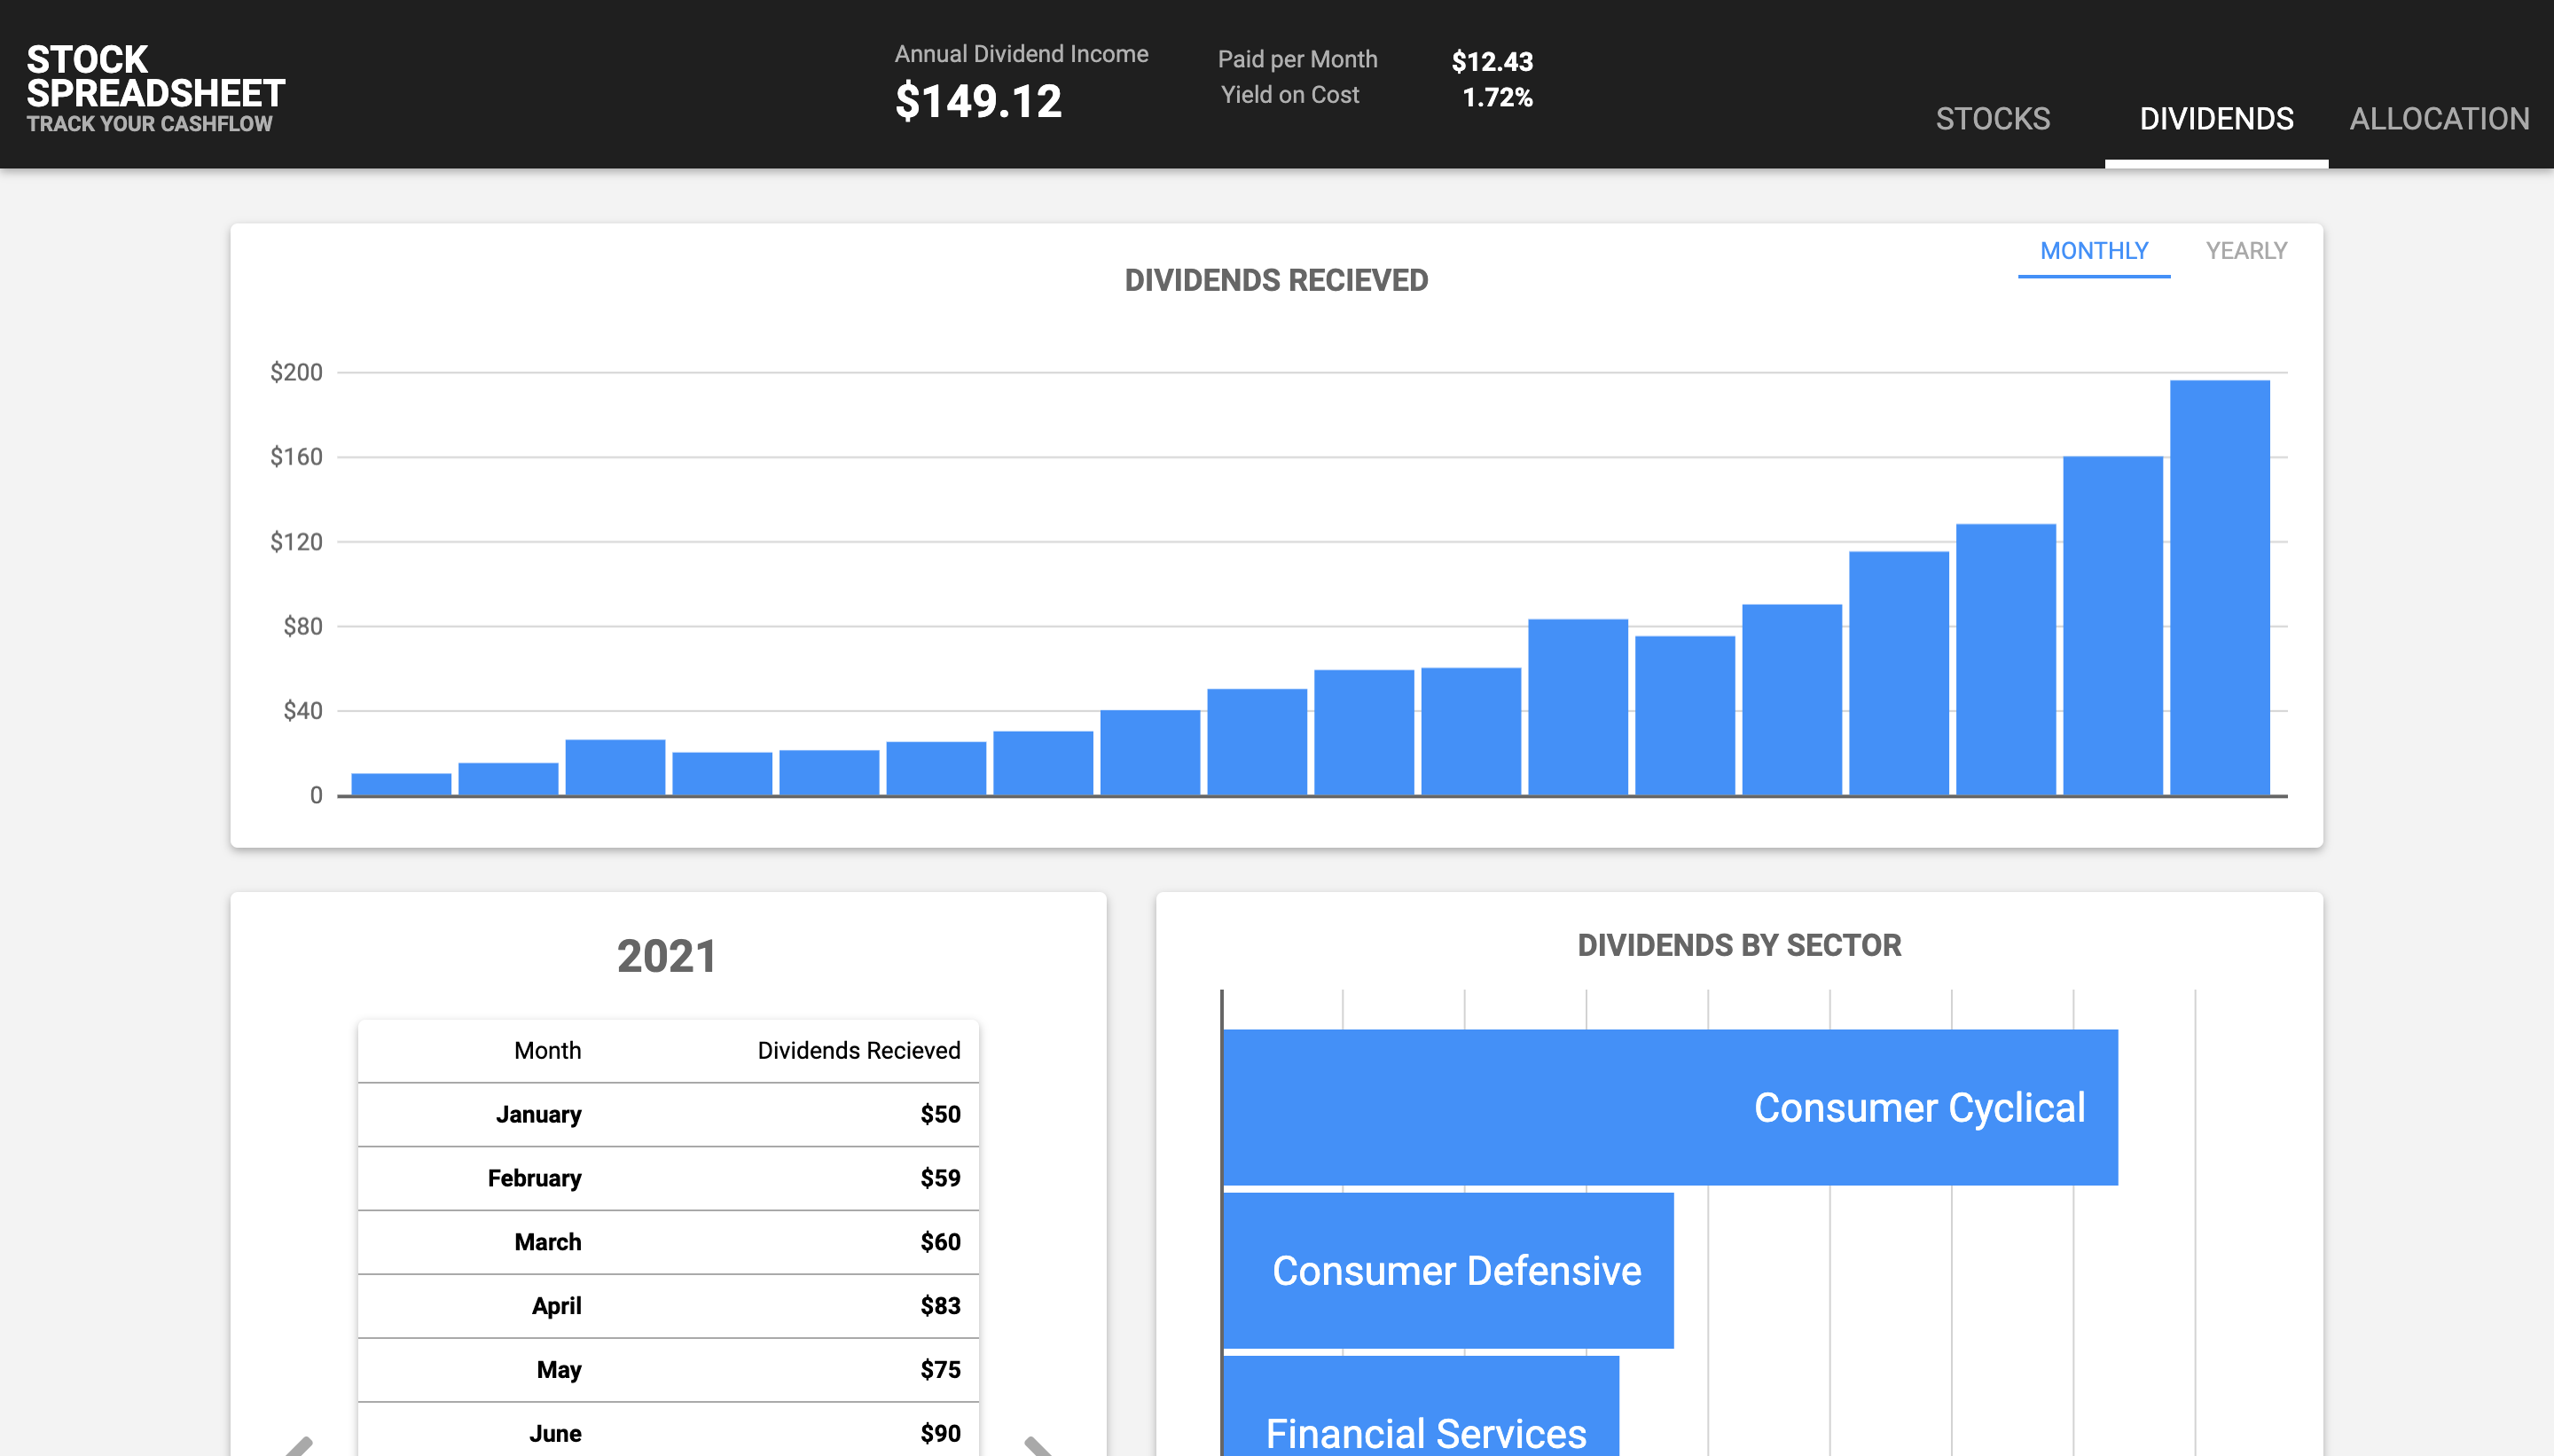 STOCK
SPREADSHEET
TRACK YOUR CASHFLOW
Annual Dividend Income
$149.12
Paid per Month $12.43
Yield on Cost 1.72%
STOCKS DIVIDENDS ALLOCATION
MONTHLY YEARLY
DIVIDENDS RECIEVED
$200
$160
$120
$80
$40
0
2021
Month Dividends Recieved
January $50
February $59
March $60
April $83
May $75
June $90
DIVIDENDS BY SECTOR
Consumer Cyclical
Consumer Defensive
Financial Services